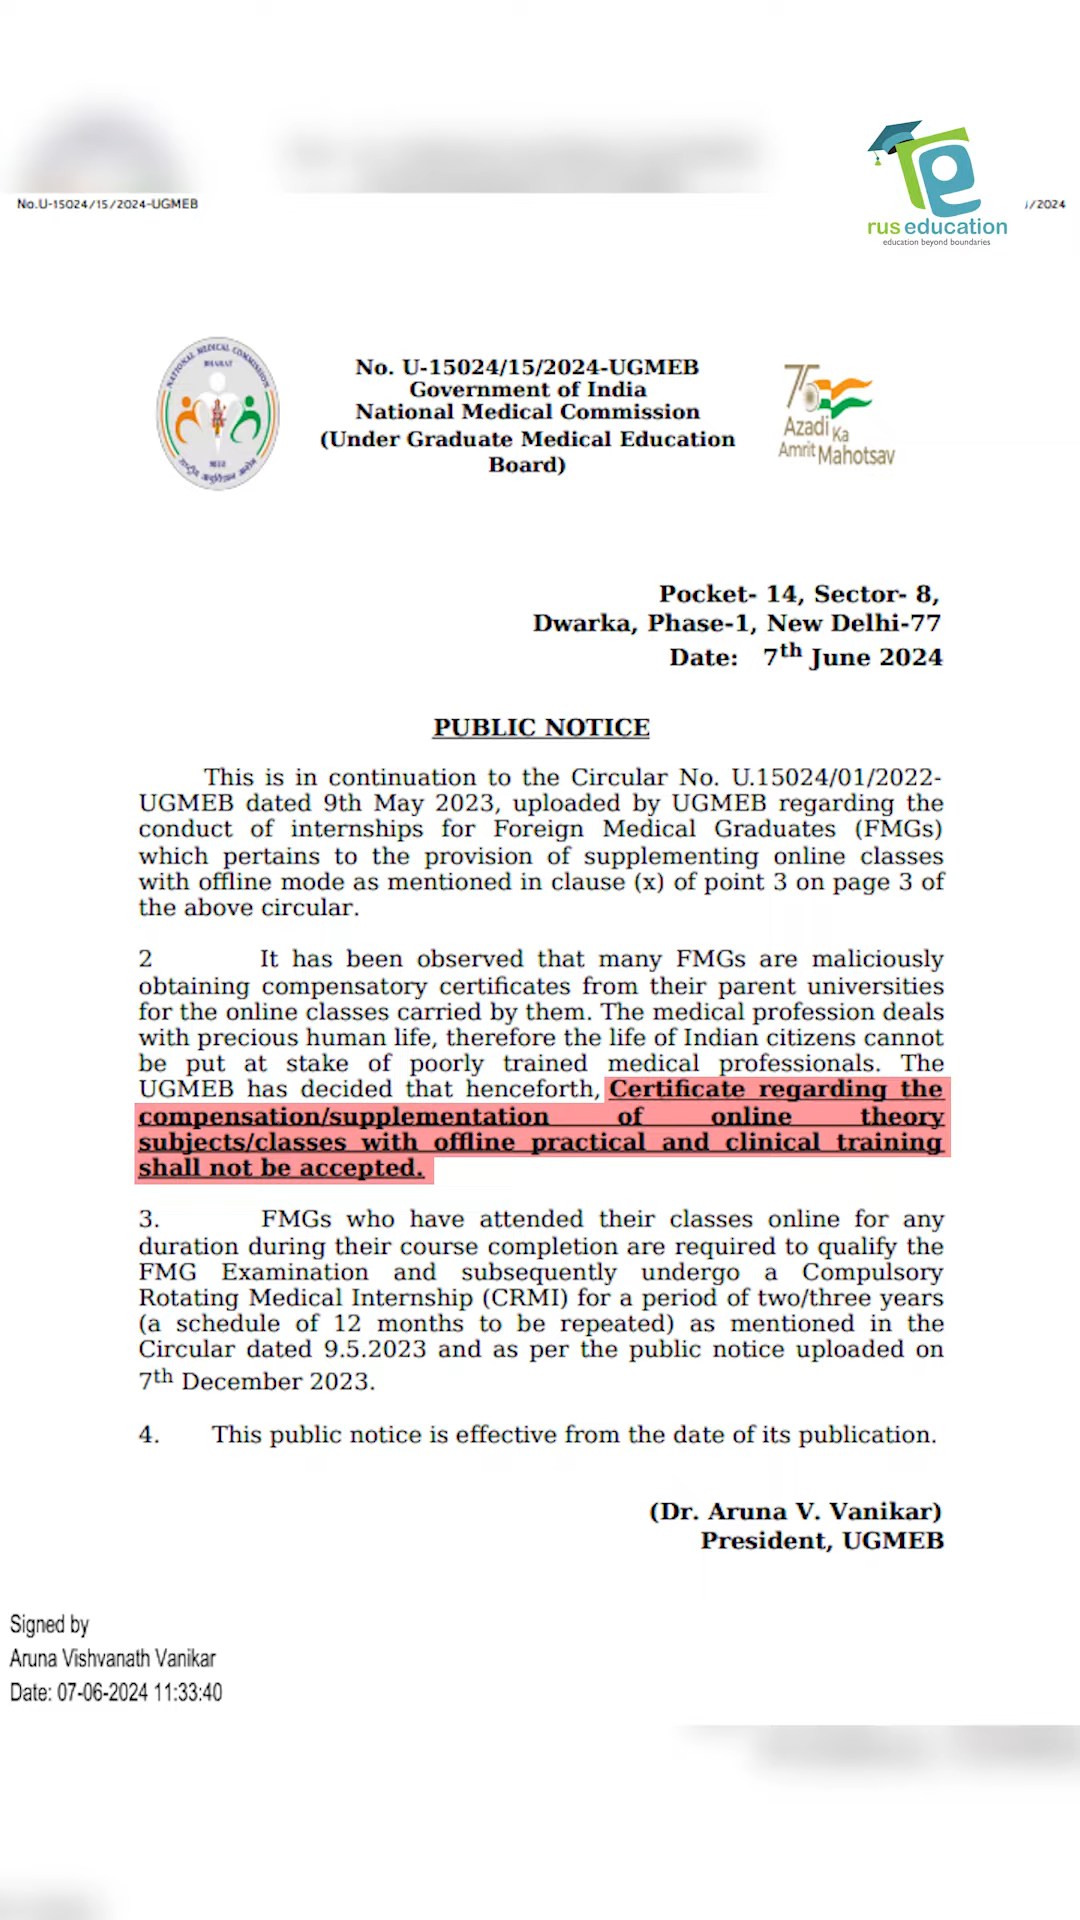 No.U-15024/15/2024-UGMEB
/2024
rus education
education beyond boundaries
NATIONAL MEDICAL COMMISSION
BHARAT
No. U-15024/15/2024-UGMEB
Government of India
National Medical Commission
(Under Graduate Medical Education
Board)
75
Azadi Ka
Amrit Mahotsav
Pocket- 14, Sector- 8,
Dwarka, Phase-1, New Delhi-77
Date: 7th June 2024
PUBLIC NOTICE
This is in continuation to the Circular No. U.15024/01/2022-
UGMEB dated 9th May 2023, uploaded by UGMEB regarding the
conduct of internships for Foreign Medical Graduates (FMGs)
which pertains to the provision of supplementing online classes
with offline mode as mentioned in clause (x) of point 3 on page 3 of
the above circular.
2 It has been observed that many FMGs are maliciously
obtaining compensatory certificates from their parent universities
for the online classes carried by them. The medical profession deals
with precious human life, therefore the life of Indian citizens cannot
be put at stake of poorly trained medical professionals. The
UGMEB has decided that henceforth, Certificate regarding the
compensation/supplementation of online theory
subjects/classes with offline practical and clinical training
shall not be accepted.
3. FMGs who have attended their classes online for any
duration during their course completion are required to qualify the
FMG Examination and subsequently undergo a Compulsory
Rotating Medical Internship (CRMI) for a period of two/three years
(a schedule of 12 months to be repeated) as mentioned in the
Circular dated 9.5.2023 and as per the public notice uploaded on
7th December 2023.
4. This public notice is effective from the date of its publication.
(Dr. Aruna V. Vanikar)
President, UGMEB
Signed by
Aruna Vishvanath Vanikar
Date: 07-06-2024 11:33:40